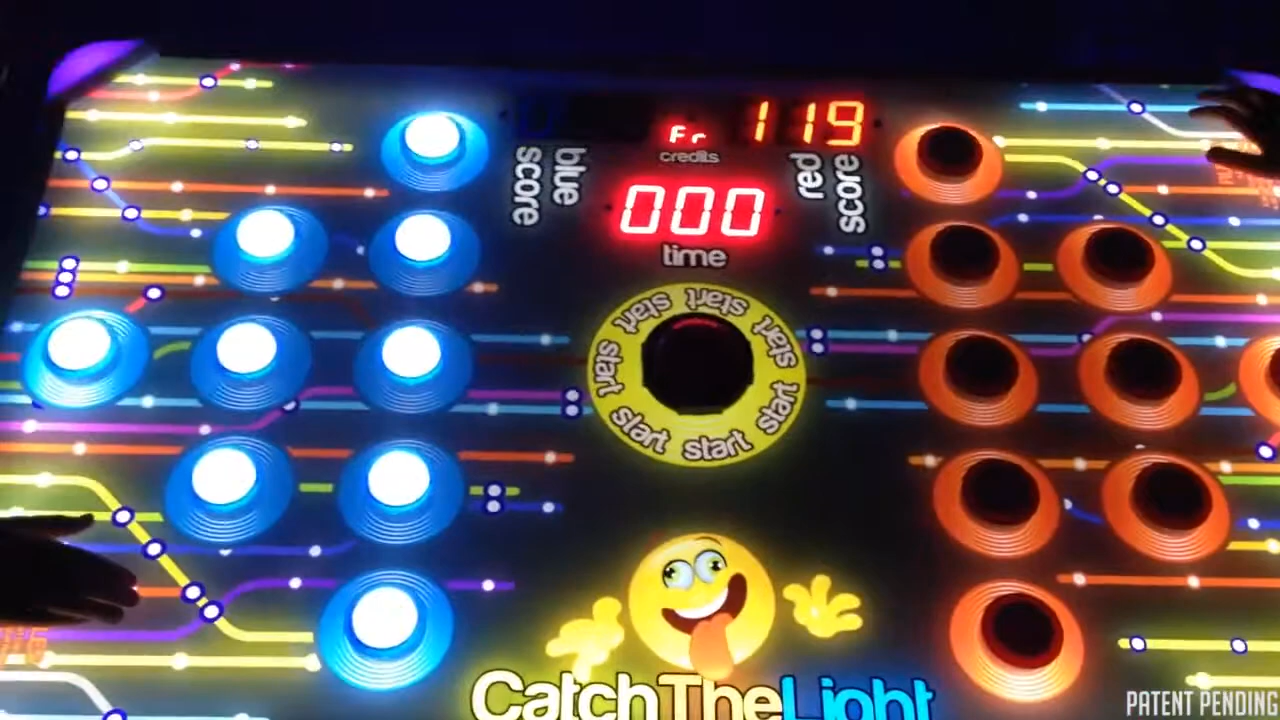 Fr
119
credits
blue
score
red
score
000
time
start start start start start start start start
CatchTheLight
PATENT PENDING